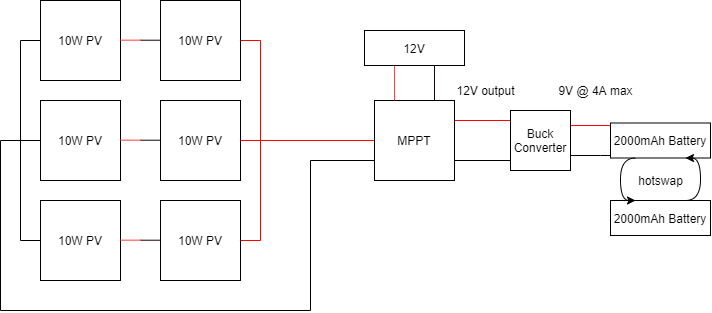 10W PV
10W PV
12V
12V output
9V @ 4A max
10W PV
10W PV
MPPT
Buck
Converter
2000mAh Battery
hotswap
2000mAh Battery
10W PV
10W PV